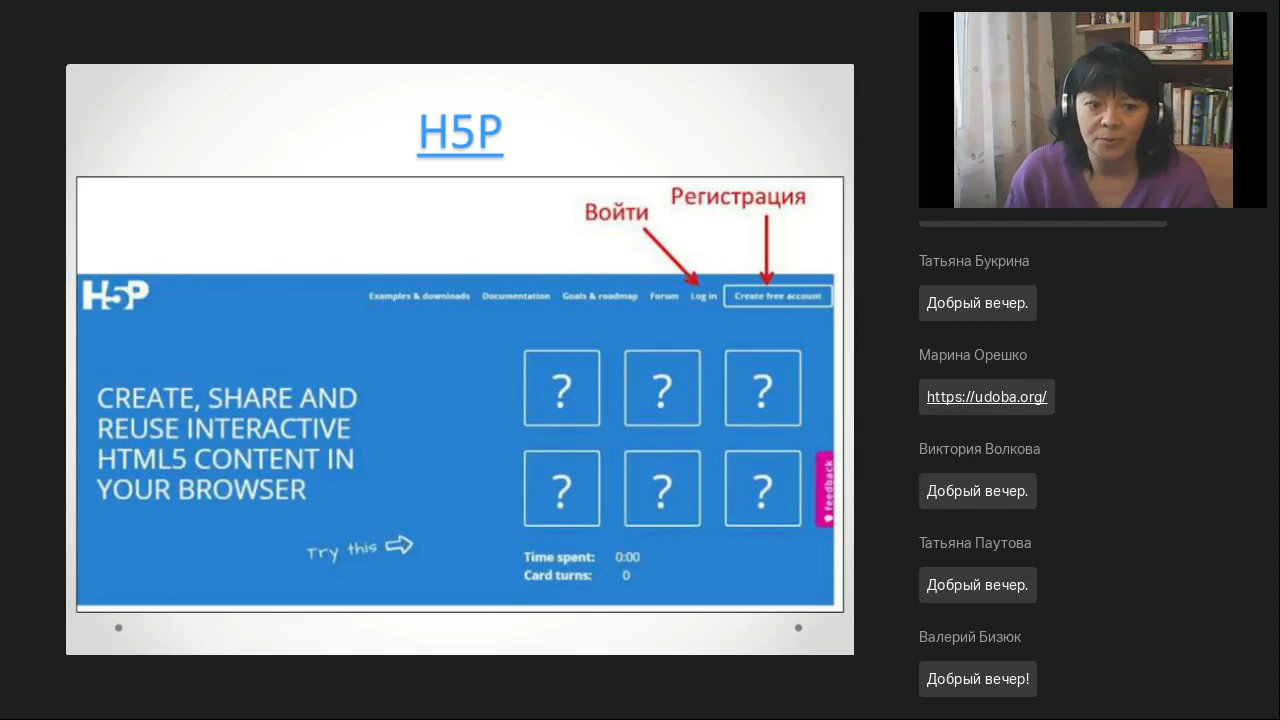 H5P
Войти
Регистрация
H5P
Examples & downloads
Documentation
Goals & roadmap
Forum
Log in
Create free account
CREATE, SHARE AND
REUSE INTERACTIVE
HTML5 CONTENT IN
YOUR BROWSER
Try this
? ? ?
? ? ?
feedback
Time spent: 0:00
Card turns: 0
Татьяна Букрина
Добрый вечер.
Марина Орешко
https://udoba.org/
Виктория Волкова
Добрый вечер.
Татьяна Паутова
Добрый вечер.
Валерий Бизюк
Добрый вечер!